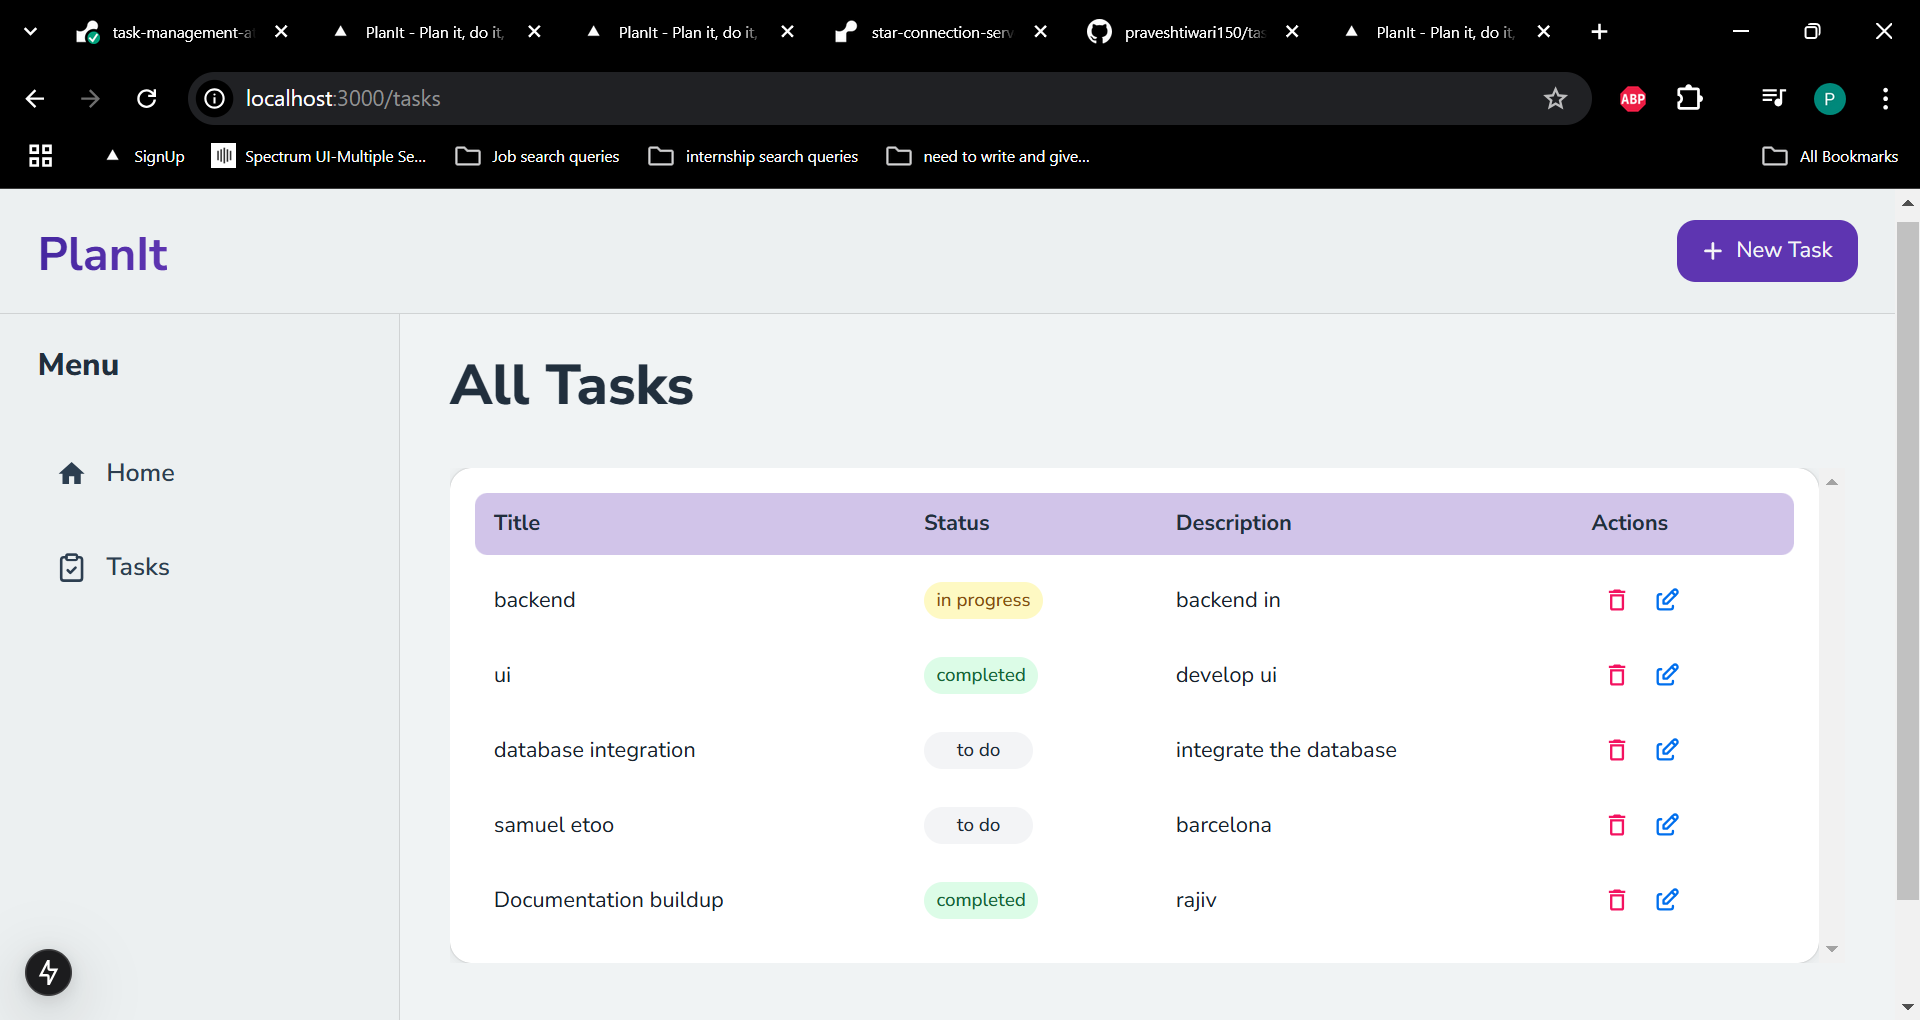 task-management-a
PlanIt - Plan it, do it,
PlanIt - Plan it, do it,
star-connection-serv
praveshtiwari150/tas
PlanIt - Plan it, do it,
localhost:3000/tasks
ABP
P
SignUp
Spectrum UI-Multiple Se...
Job search queries
internship search queries
need to write and give...
All Bookmarks
PlanIt
+ New Task
Menu
Home
Tasks
All Tasks
Title Status Description Actions
backend in progress backend in
ui completed develop ui
database integration to do integrate the database
samuel etoo to do barcelona
Documentation buildup completed rajiv